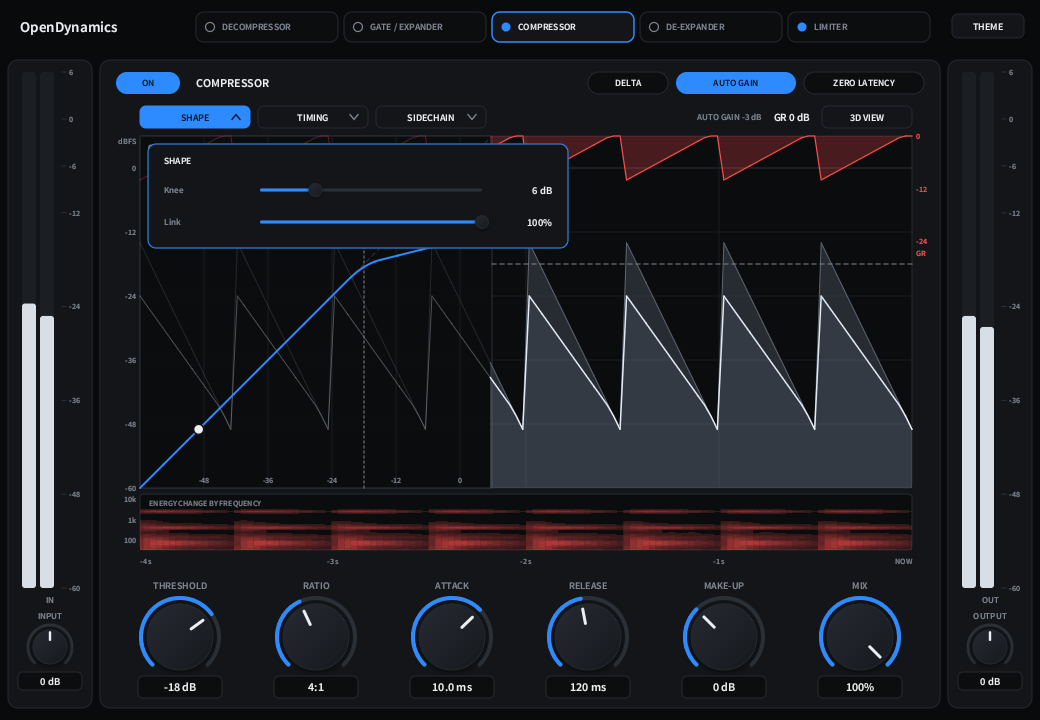 OpenDynamics
DECOMPRESSOR
GATE / EXPANDER
COMPRESSOR
DE-EXPANDER
LIMITER
THEME
ON
COMPRESSOR
DELTA
AUTO GAIN
ZERO LATENCY
SHAPE
TIMING
SIDECHAIN
AUTO GAIN -3 dB
GR 0 dB
3D VIEW
6
0
-6
-12
-24
-36
-48
-60
IN
INPUT
0 dB
dBFS
0
-12
-24
-36
-48
-60
SHAPE
Knee
6 dB
Link
100%
-48
-36
-24
-12
0
0
-12
-24
GR
10k
1k
100
ENERGY CHANGE BY FREQUENCY
-4s
-3s
-2s
-1s
NOW
THRESHOLD
RATIO
ATTACK
RELEASE
MAKE-UP
MIX
-18 dB
4:1
10.0 ms
120 ms
0 dB
100%
6
0
-6
-12
-24
-36
-48
-60
OUT
OUTPUT
0 dB